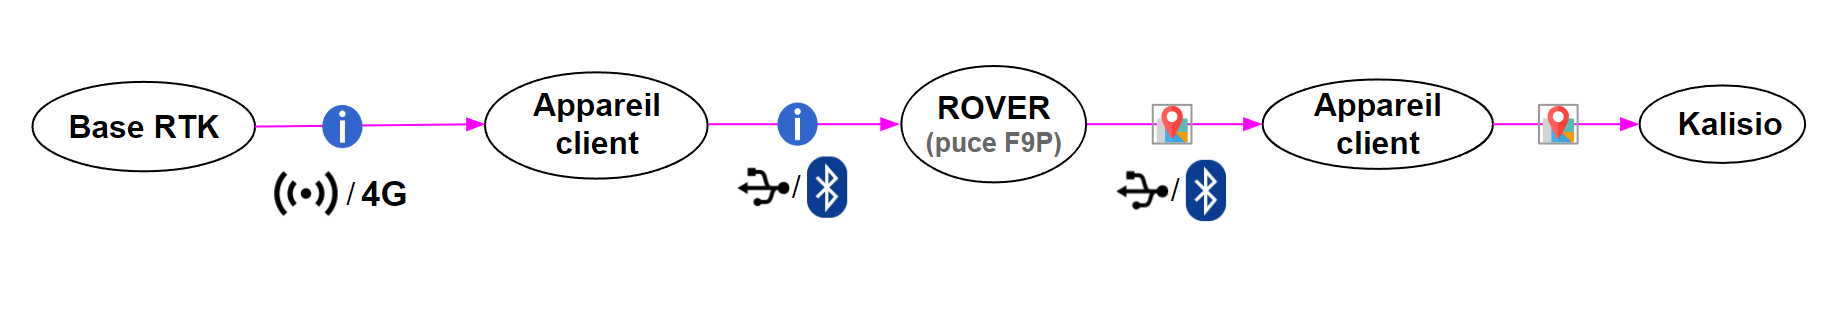 Base RTK
/ 4G
Appareil
client
/
ROVER
(puce F9P)
/
Appareil
client
Kalisio